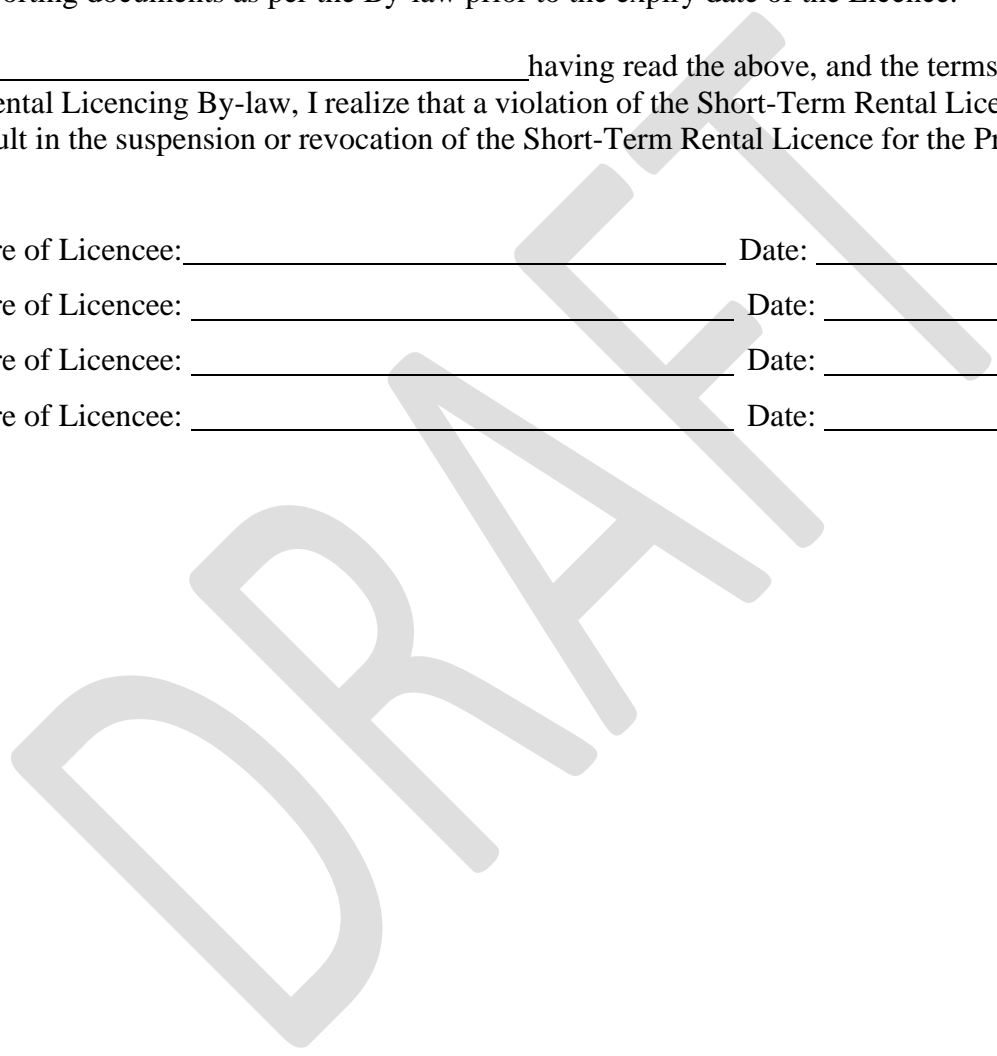 orting documents as per the By-law prior to the expiry date of the Licence.
having read the above, and the terms
ental Licencing By-law, I realize that a violation of the Short-Term Rental Lice
ult in the suspension or revocation of the Short-Term Rental Licence for the Pr
re of Licencee: Date:
re of Licencee: Date:
re of Licencee: Date:
re of Licencee: Date:
DRAFT